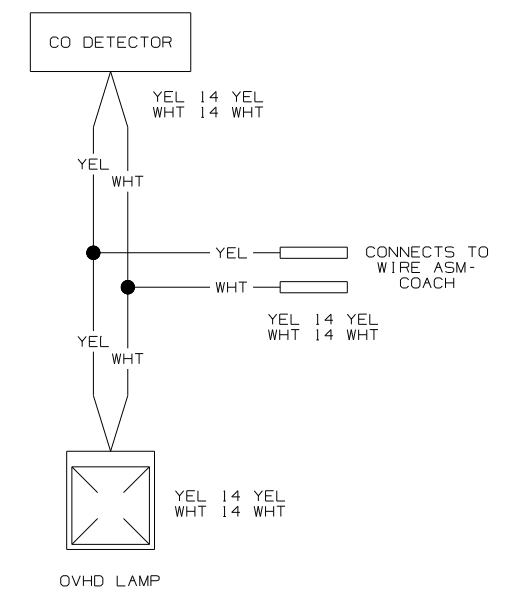 CO DETECTOR
YEL 14 YEL
WHT 14 WHT
YEL
WHT
YEL
CONNECTS TO
WIRE ASM-
COACH
WHT
YEL 14 YEL
WHT 14 WHT
YEL
WHT
YEL 14 YEL
WHT 14 WHT
OVHD LAMP